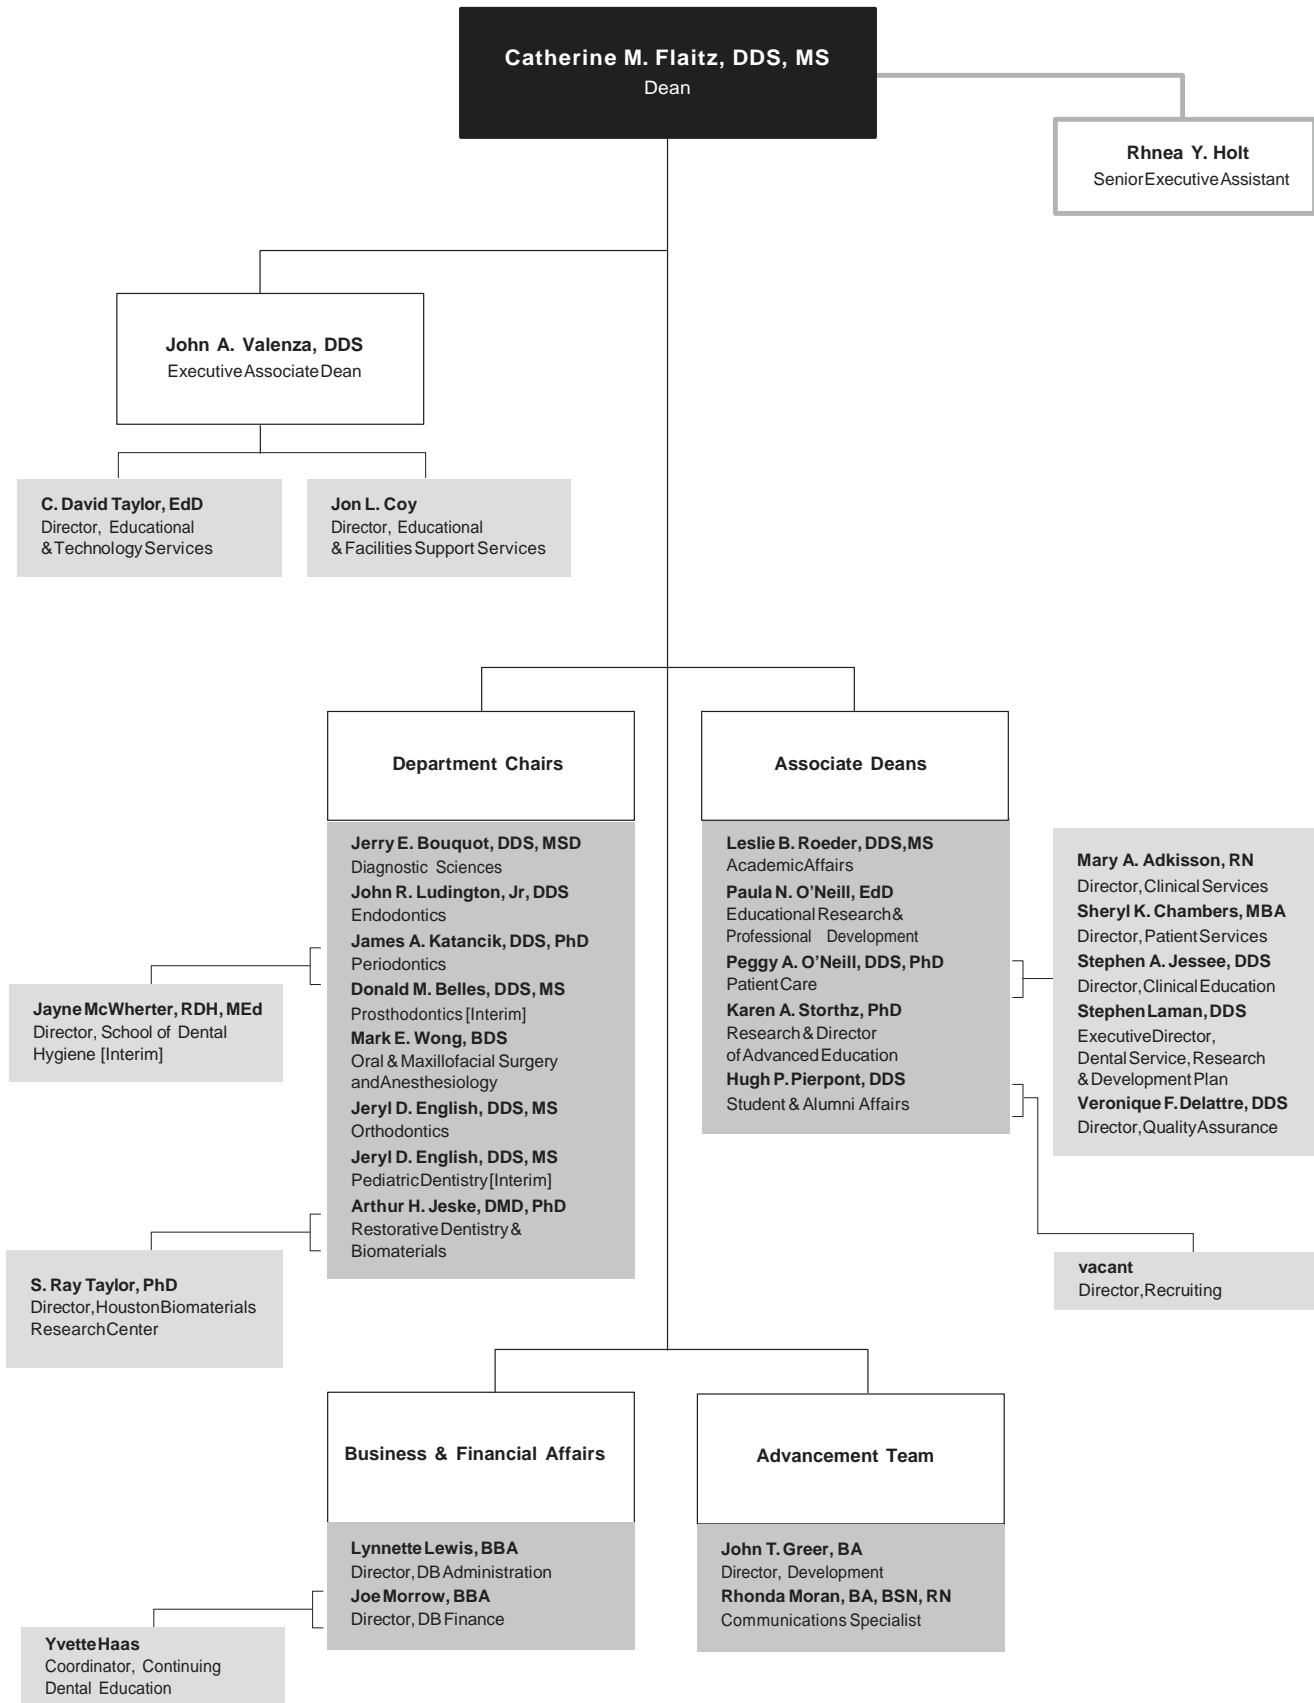 Catherine M. Flaitz, DDS, MS
Dean
Rhnea Y. Holt
Senior Executive Assistant
John A. Valenza, DDS
Executive Associate Dean
C. David Taylor, EdD
Director, Educational
& Technology Services
Jon L. Coy
Director, Educational
& Facilities Support Services
Department Chairs
Jerry E. Bouquot, DDS, MSD
Diagnostic Sciences
John R. Ludington, Jr, DDS
Endodontics
James A. Katancik, DDS, PhD
Periodontics
Donald M. Belles, DDS, MS
Prosthodontics [Interim]
Mark E. Wong, BDS
Oral & Maxillofacial Surgery
and Anesthesiology
Jeryl D. English, DDS, MS
Orthodontics
Jeryl D. English, DDS, MS
Pediatric Dentistry [Interim]
Arthur H. Jeske, DMD, PhD
Restorative Dentistry &
Biomaterials
Jayne McWherter, RDH, MEd
Director, School of Dental
Hygiene [Interim]
S. Ray Taylor, PhD
Director, Houston Biomaterials
Research Center
Associate Deans
Leslie B. Roeder, DDS, MS
Academic Affairs
Paula N. O’Neill, EdD
Educational Research &
Professional Development
Peggy A. O’Neill, DDS, PhD
Patient Care
Karen A. Storthz, PhD
Research & Director
of Advanced Education
Hugh P. Pierpont, DDS
Student & Alumni Affairs
Mary A. Adkisson, RN
Director, Clinical Services
Sheryl K. Chambers, MBA
Director, Patient Services
Stephen A. Jessee, DDS
Director, Clinical Education
Stephen Laman, DDS
Executive Director,
Dental Service, Research
& Development Plan
Veronique F. Delattre, DDS
Director, Quality Assurance
vacant
Director, Recruiting
Business & Financial Affairs
Lynnette Lewis, BBA
Director, DB Administration
Joe Morrow, BBA
Director, DB Finance
Yvette Haas
Coordinator, Continuing
Dental Education
Advancement Team
John T. Greer, BA
Director, Development
Rhonda Moran, BA, BSN, RN
Communications Specialist